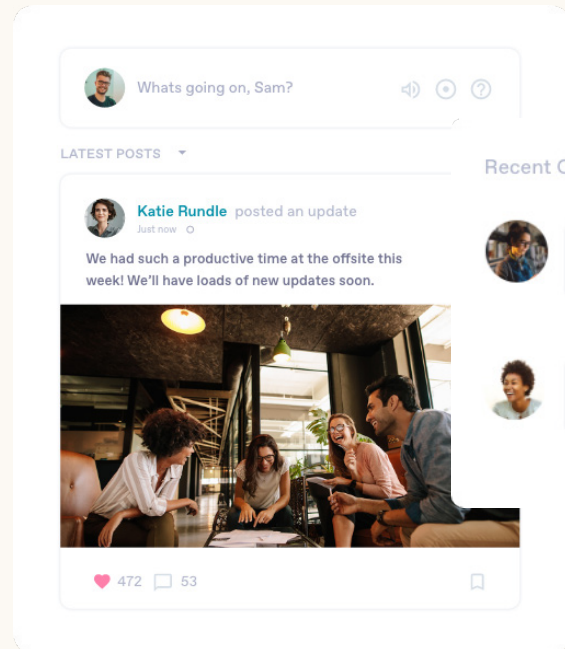 Whats going on, Sam?
LATEST POSTS
Recent
Katie Rundle posted an update
Just now
We had such a productive time at the offsite this
week! We'll have loads of new updates soon.
472 53